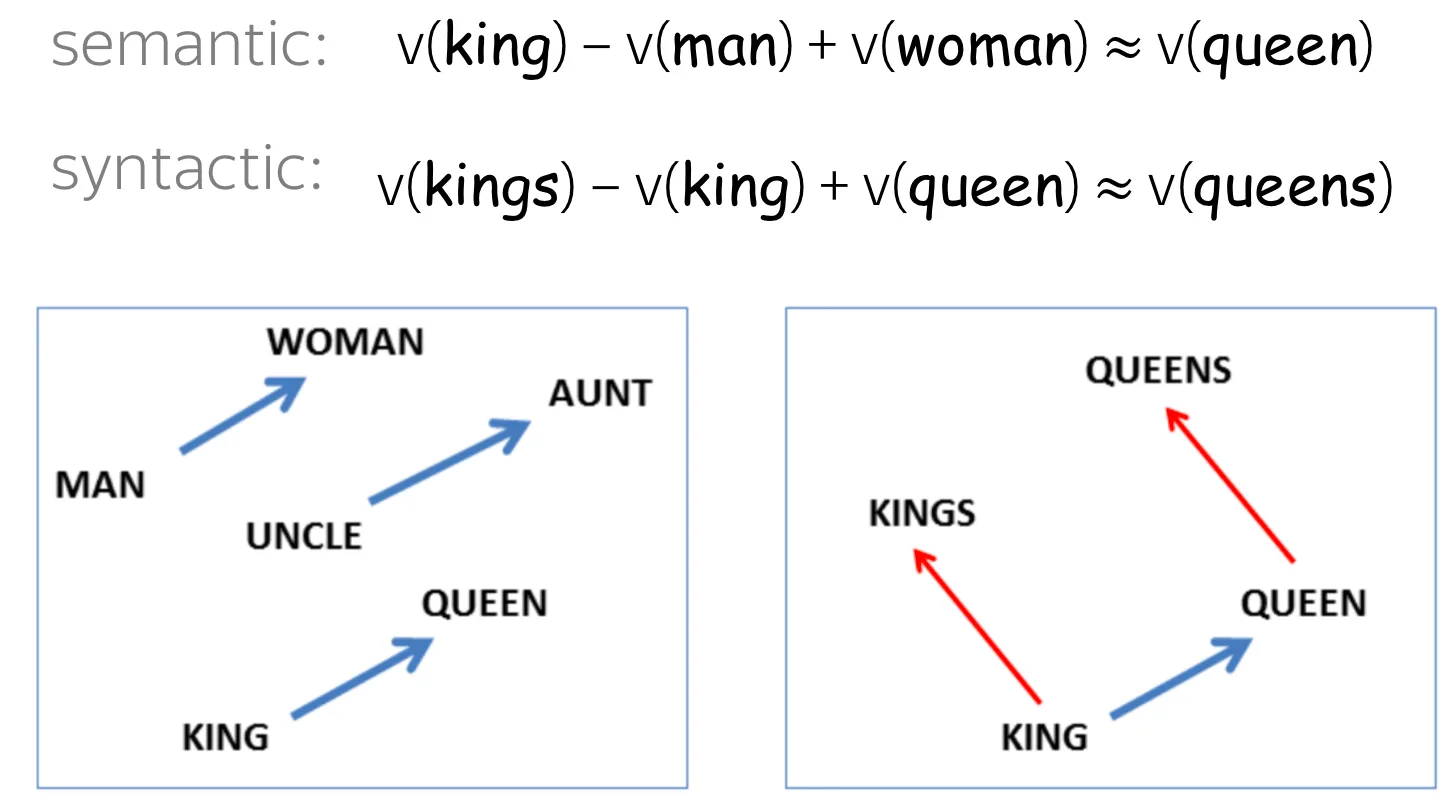 semantic: v(king) – v(man) + v(woman) ≈ v(queen)
syntactic: v(kings) – v(king) + v(queen) ≈ v(queens)
WOMAN
AUNT
MAN
UNCLE
QUEEN
KING
QUEENS
KINGS
QUEEN
KING